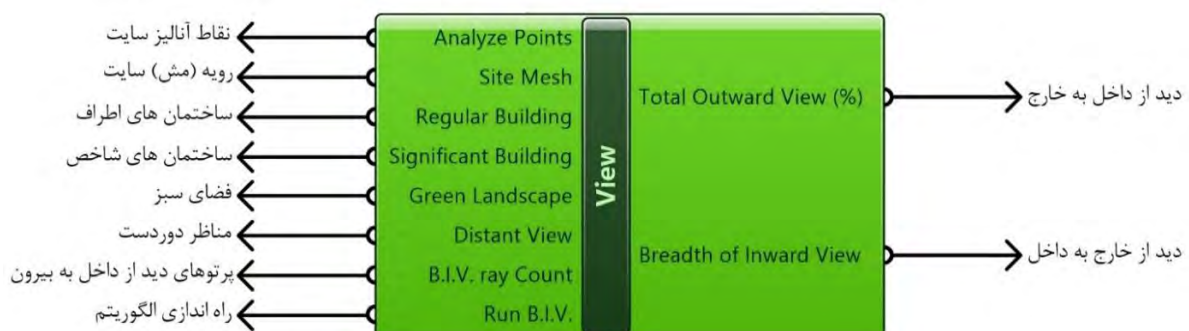 نقاط آنالیز سایت
Analyze Points
رویه (مش) سایت
Site Mesh
ساختمان های اطراف
Regular Building
ساختمان های شاخص
Significant Building
فضای سبز
Green Landscape
مناظر دوردست
Distant View
پرتوهای دید از داخل به بیرون
B.I.V. ray Count
راه اندازی الگوریتم
Run B.I.V.
View
Total Outward View (%)
دید از داخل به خارج
Breadth of Inward View
دید از خارج به داخل